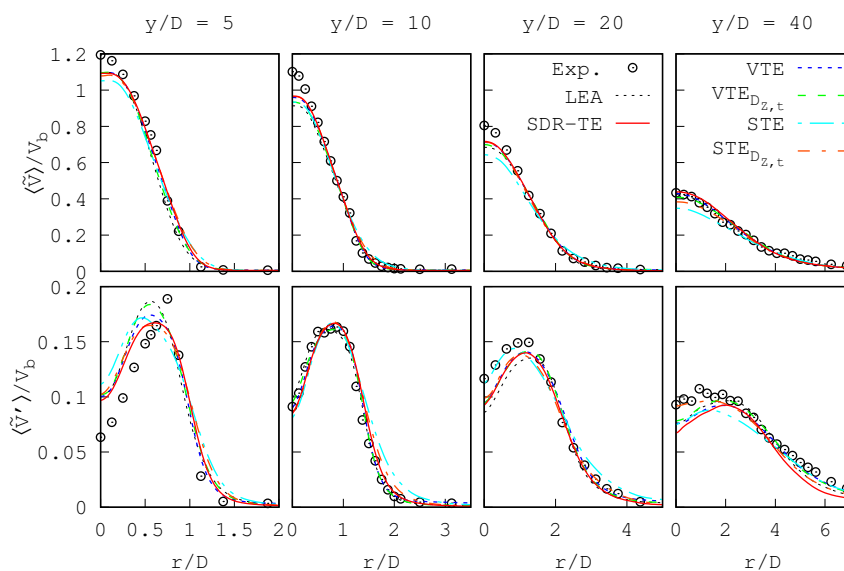 y/D = 5 y/D = 10 y/D = 20 y/D = 40
1.2
1
0.8
0.6
0.4
0.2
0
⟨ṽ⟩/V_b
Exp.
LEA
SDR-TE
VTE
VTE_{D_{Z,t}}
STE
STE_{D_{Z,t}}
0.2
0.15
0.1
0.05
0
⟨ṽ'⟩/V_b
0 0.5 1 1.5 2 0 1 2 3 0 2 4 0 2 4 6
r/D r/D r/D r/D